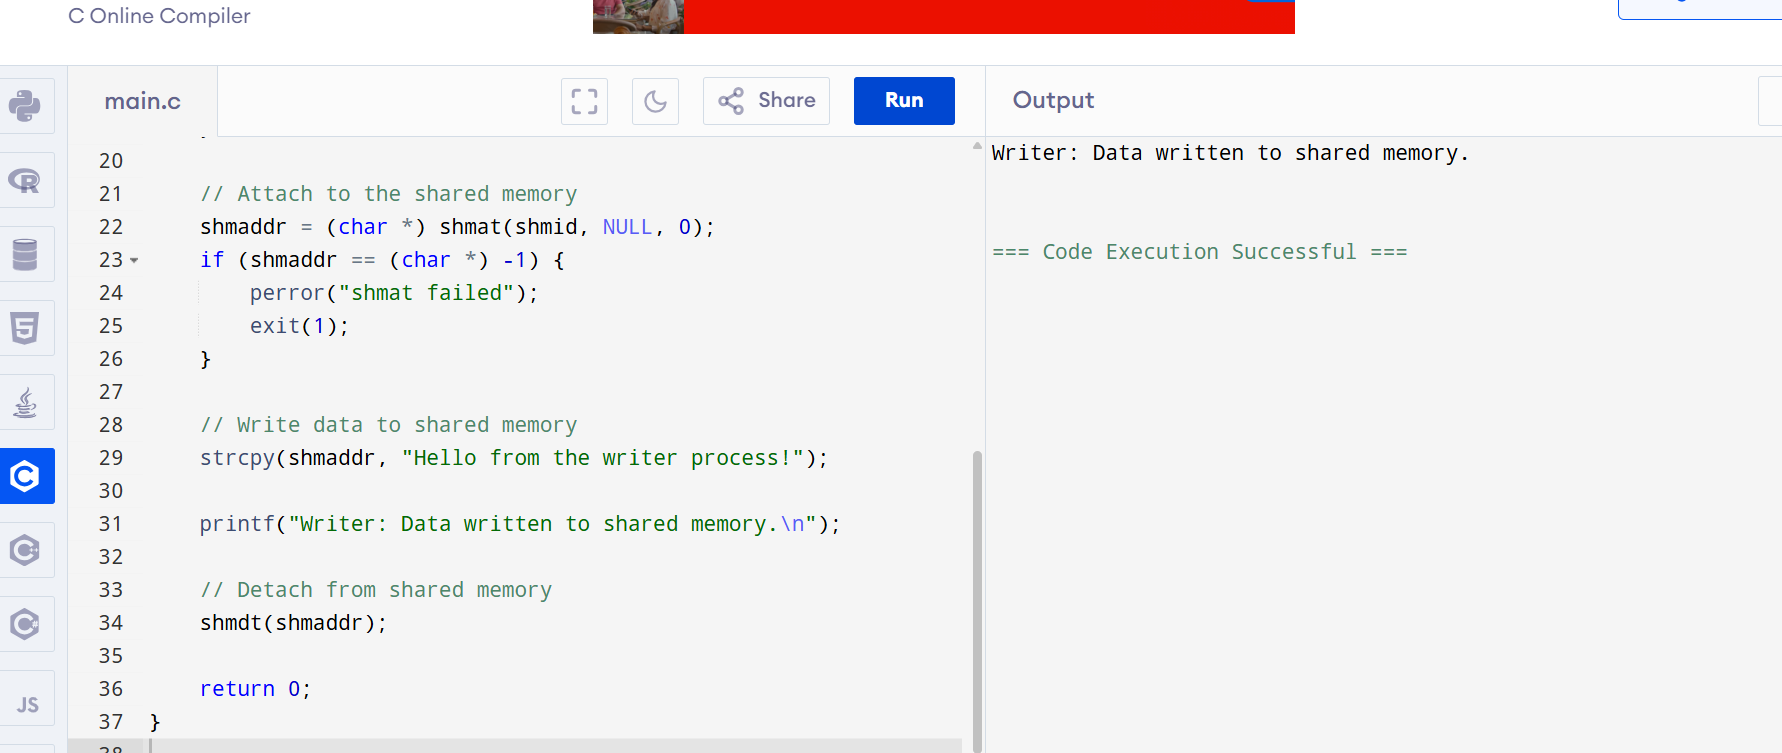 C Online Compiler
main.c
Share
Run
Output
20
21 // Attach to the shared memory
22 shmaddr = (char *) shmat(shmid, NULL, 0);
23 if (shmaddr == (char *) -1) {
24 perror("shmat failed");
25 exit(1);
26 }
27
28 // Write data to shared memory
29 strcpy(shmaddr, "Hello from the writer process!");
30
31 printf("Writer: Data written to shared memory.\n");
32
33 // Detach from shared memory
34 shmdt(shmaddr);
35
36 return 0;
37 }
38
Writer: Data written to shared memory.
=== Code Execution Successful ===
R
5
C
C
C#
JS